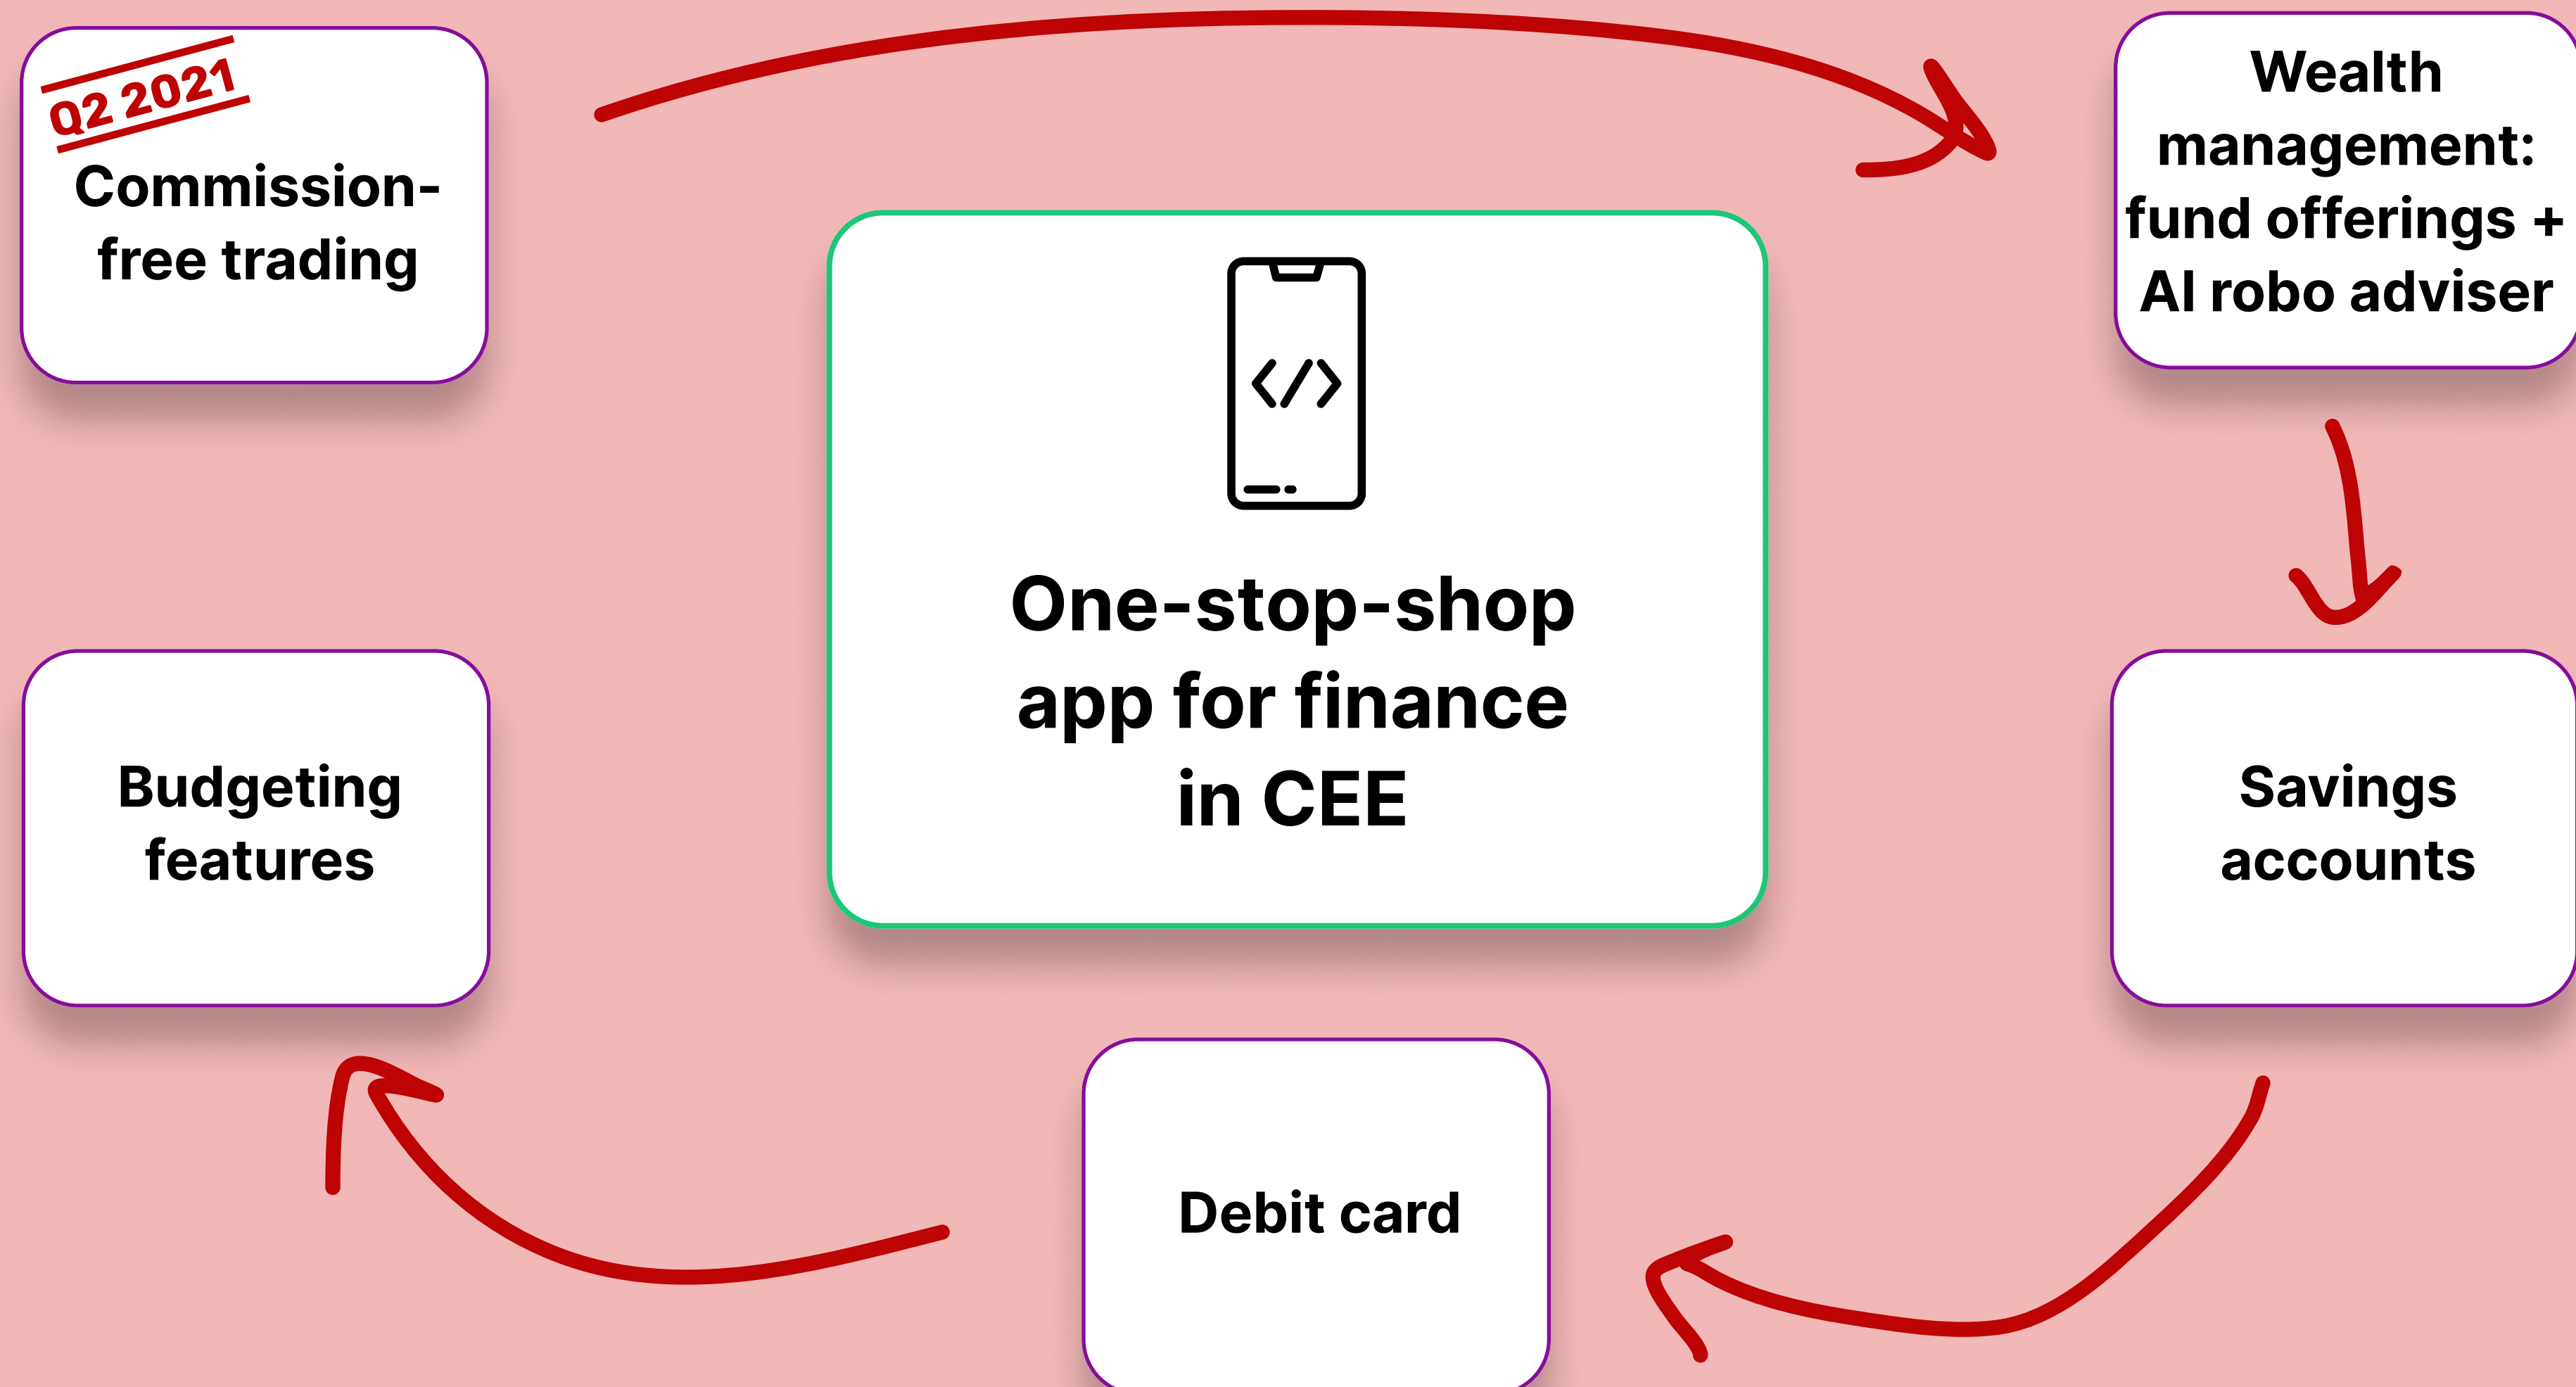 Q2 2021
Commission-
free trading
Wealth
management:
fund offerings +
AI robo adviser
</>
One-stop-shop
app for finance
in CEE
Budgeting
features
Savings
accounts
Debit card